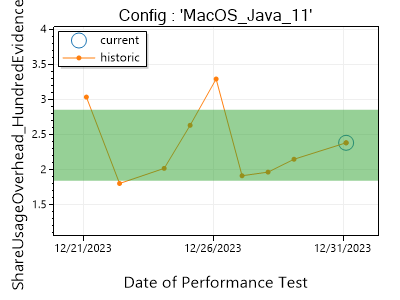 Config : 'MacOS_Java_11'
current
historic
4
3.5
3
2.5
2
1.5
ShareUsageOverhead_HundredEvidence
12/21/2023
12/26/2023
12/31/2023
Date of Performance Test